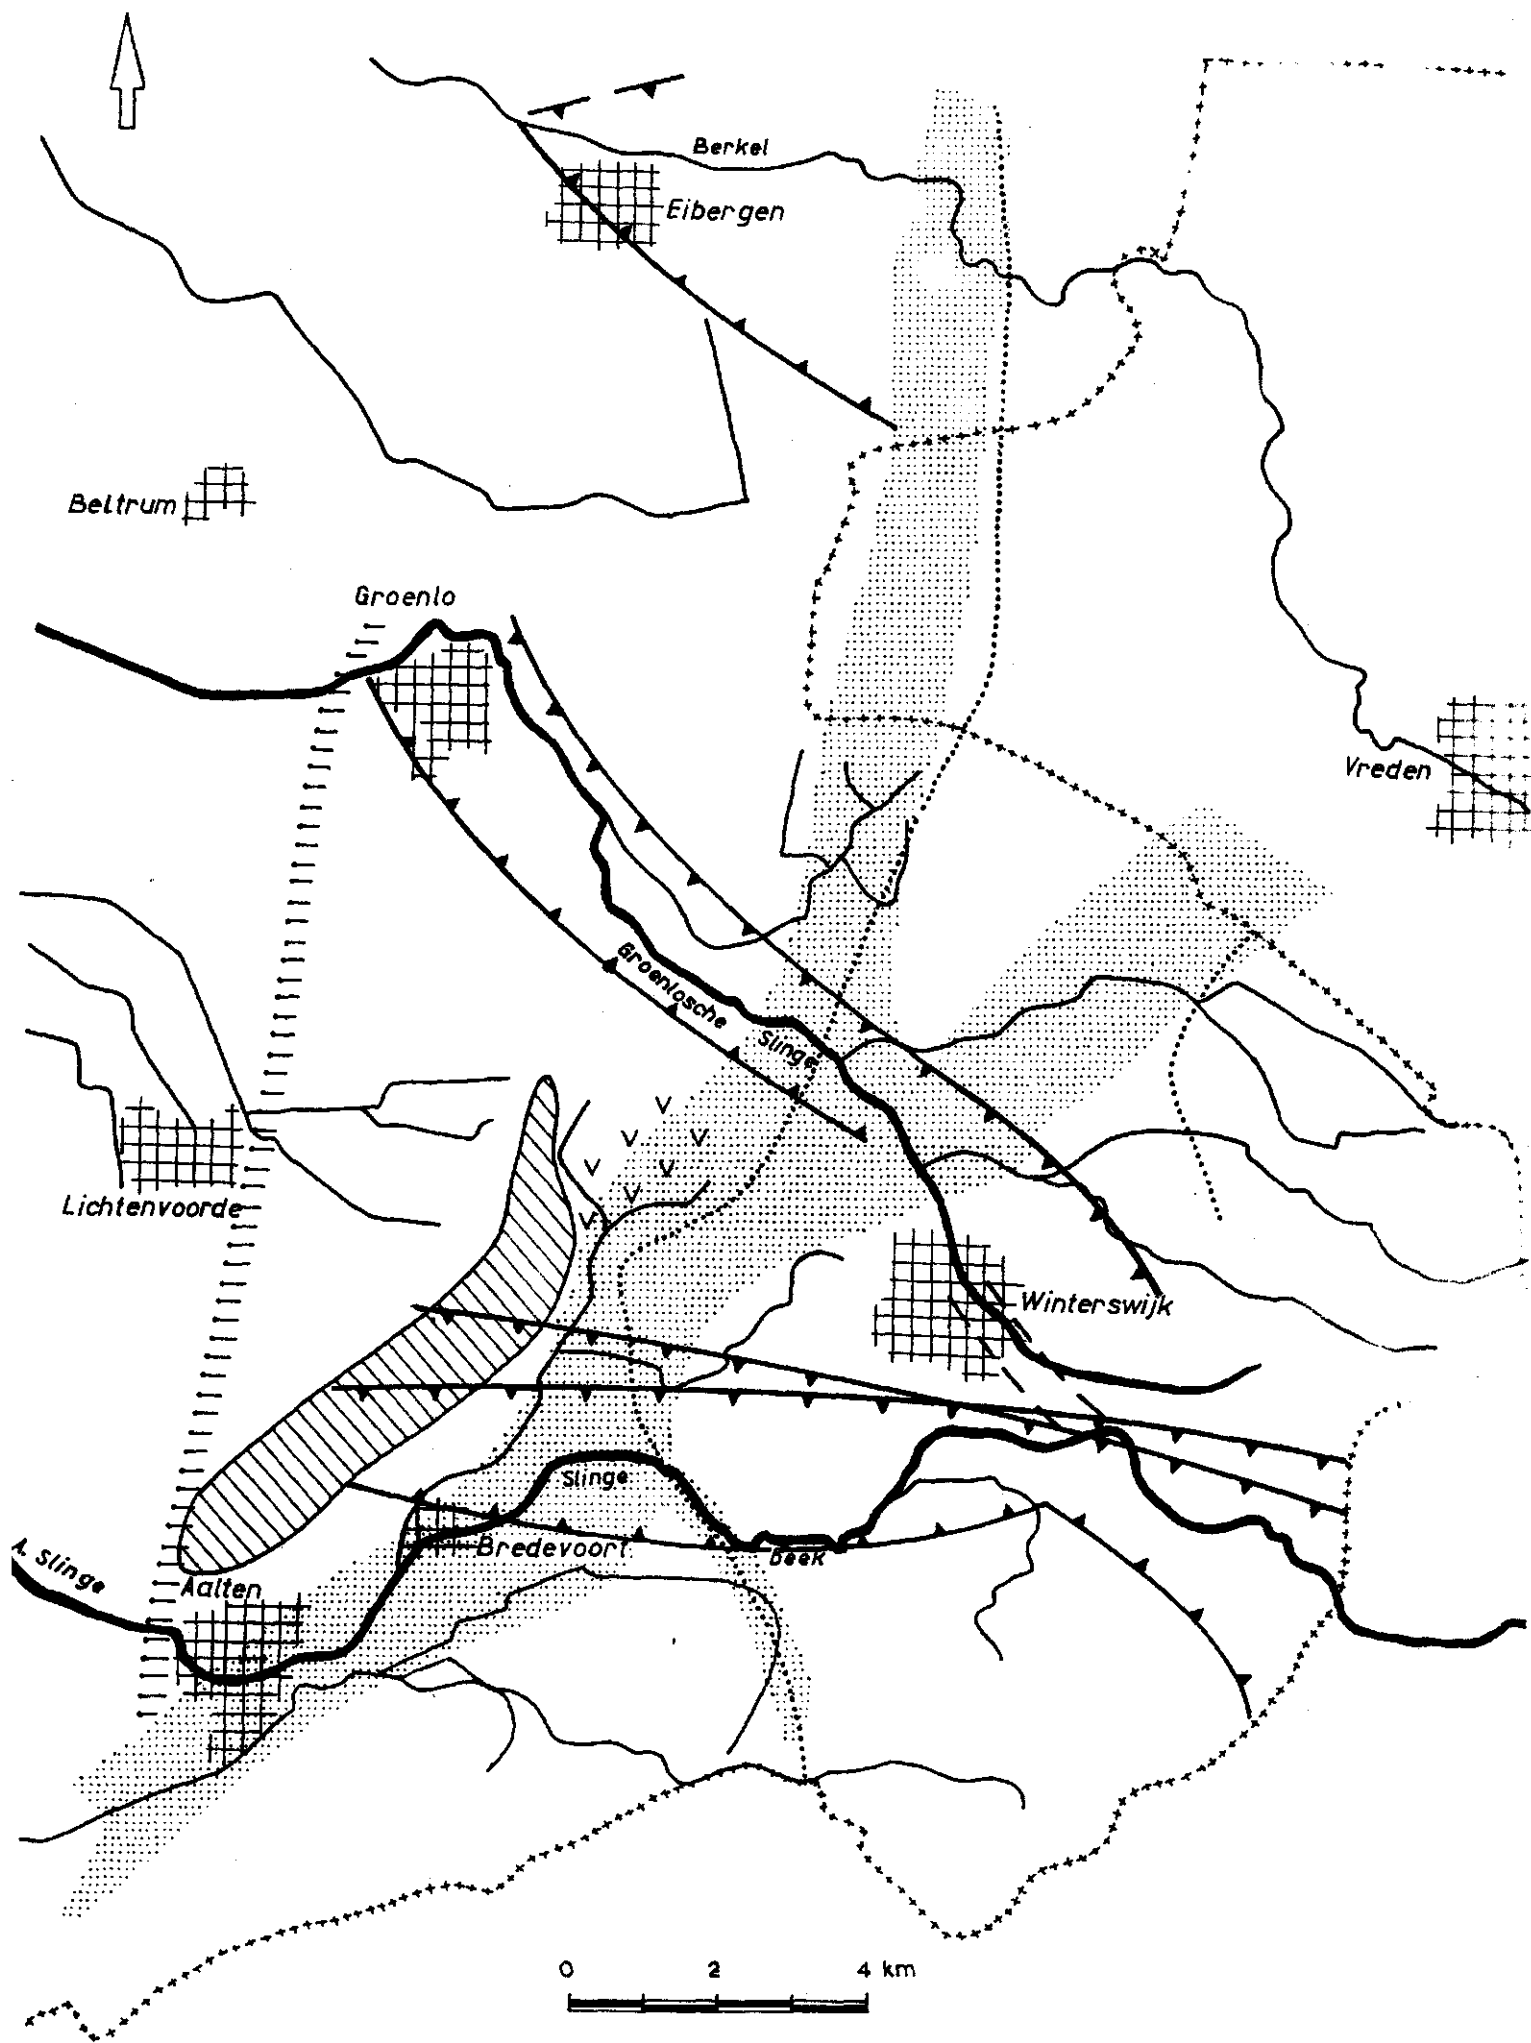 Berkel
Eibergen
Beltrum
Groenlo
Vreden
Groenlosche
Slinge
Lichtenvoorde
Winterswijk
Slinge
Bredevoort
Beek
A. Slinge
Aalten
0 2 4 km